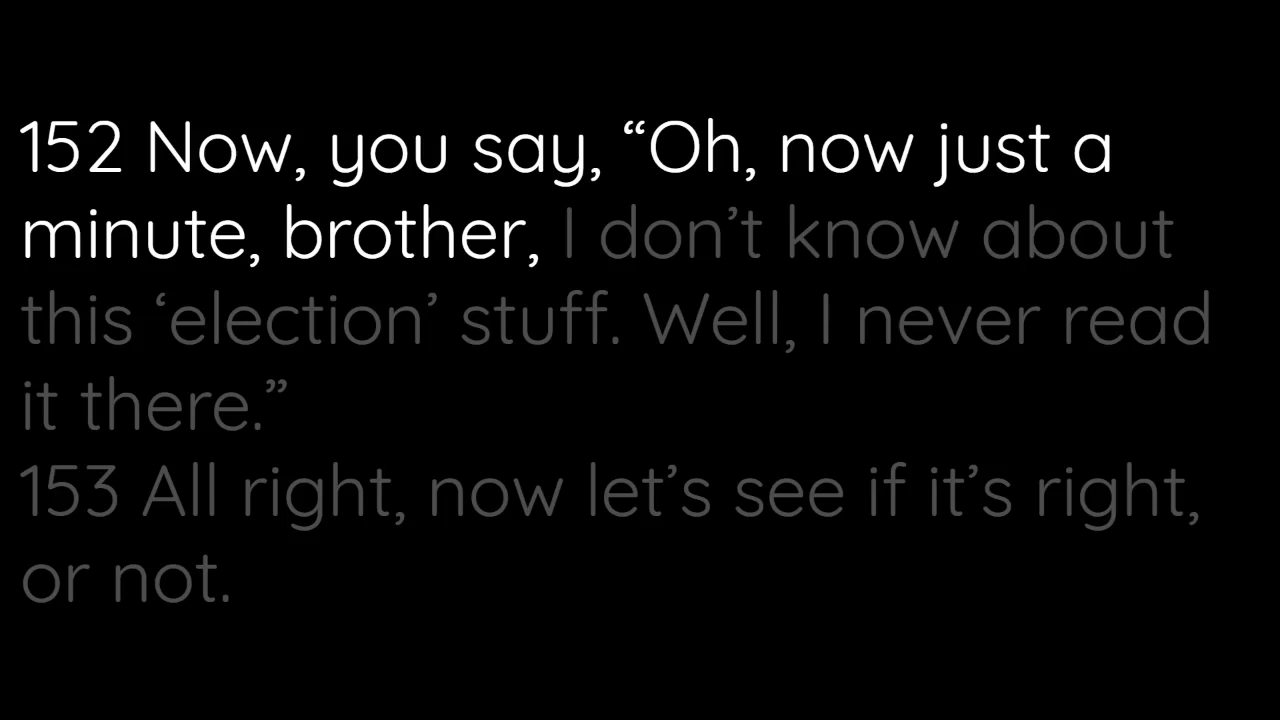 152 Now, you say, “Oh, now just a
minute, brother, I don’t know about
this ‘election’ stuff. Well, I never read
it there.”
153 All right, now let’s see if it’s right,
or not.